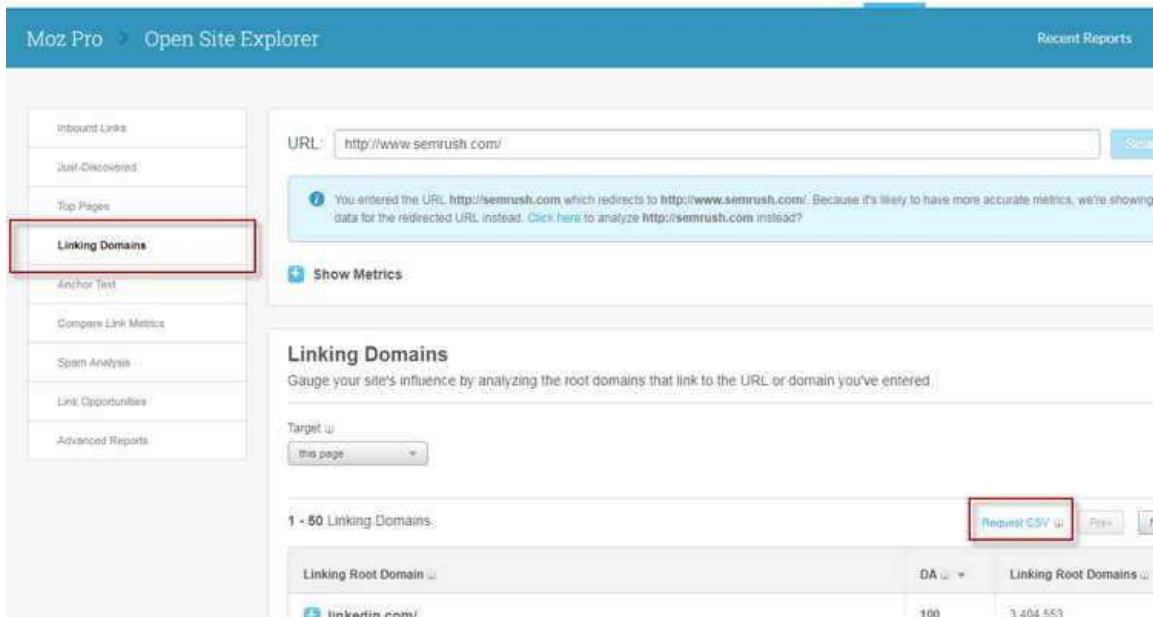 Moz Pro > Open Site Explorer
Recent Reports
Inbound Links
Just-Discovered
Top Pages
Linking Domains
Anchor Text
Compare Link Metrics
Spam Analysis
Link Opportunities
Advanced Reports
URL: http://www.semrush.com/
You entered the URL http://semrush.com which redirects to http://www.semrush.com/. Because it's likely to have more accurate metrics, we're showing
data for the redirected URL instead. Click here to analyze http://semrush.com instead?
Show Metrics
Linking Domains
Gauge your site's influence by analyzing the root domains that link to the URL or domain you've entered
Target
this page
1 - 50 Linking Domains
Request CSV
Prev
Linking Root Domain
DA
Linking Root Domains
linkedin.com/
100
3,404,553